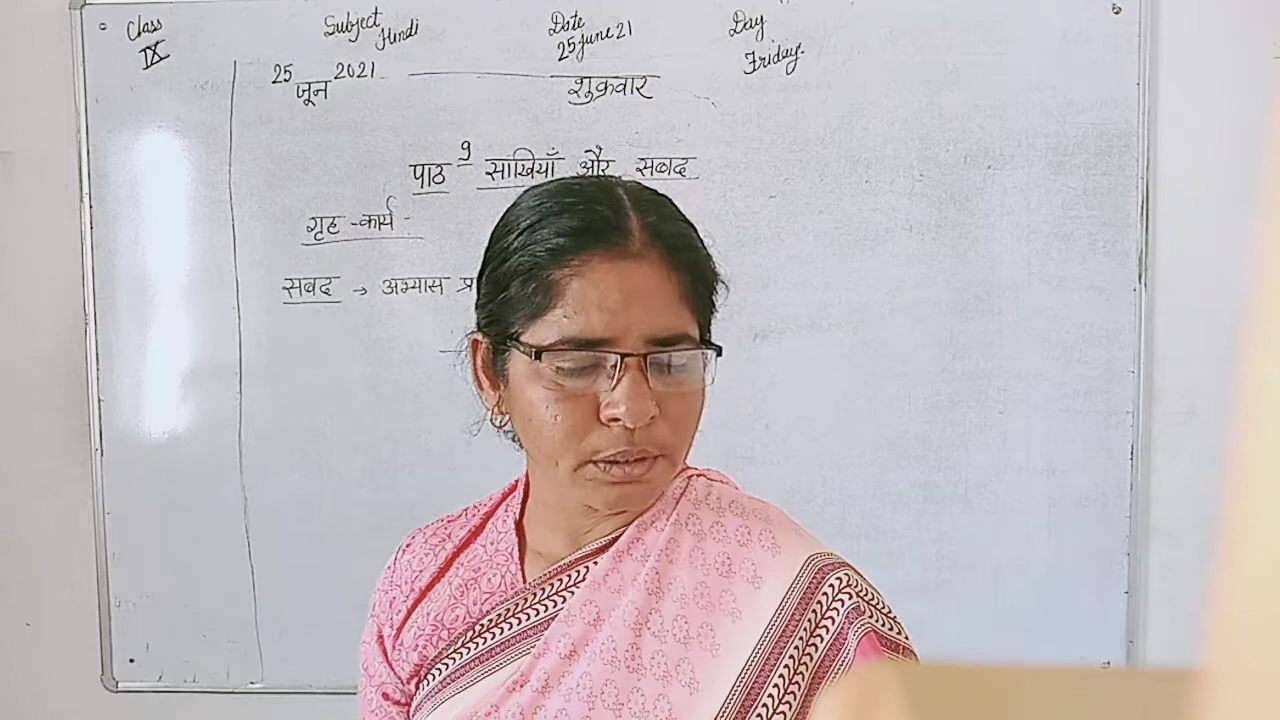 Class Subject Date Day
IX Hindi 25 June 21 Friday.
25 जून 2021 शुक्रवार
पाठ 9 साखियाँ और सबद
गृह-कार्य :-
सबद → अभ्यास